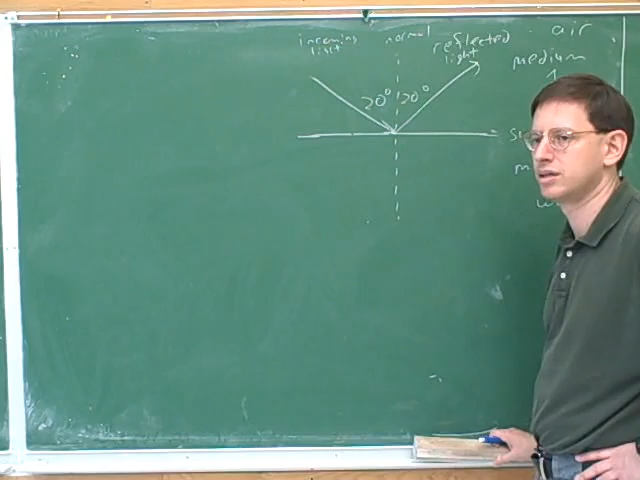 incoming light
normal
reflected light
20° 20°
air
medium
1